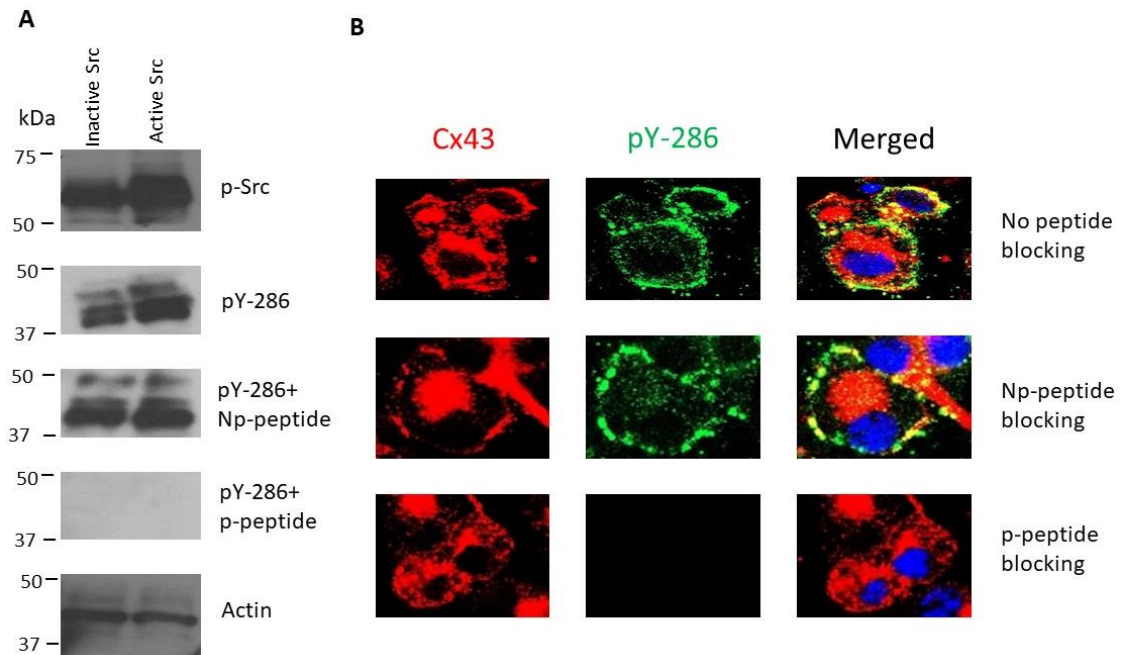 A
B
kDa
Inactive Src
Active Src
75
50
p-Src
50
37
pY-286
50
37
pY-286+
Np-peptide
50
37
pY-286+
p-peptide
50
37
Actin
Cx43
pY-286
Merged
No peptide
blocking
Np-peptide
blocking
p-peptide
blocking